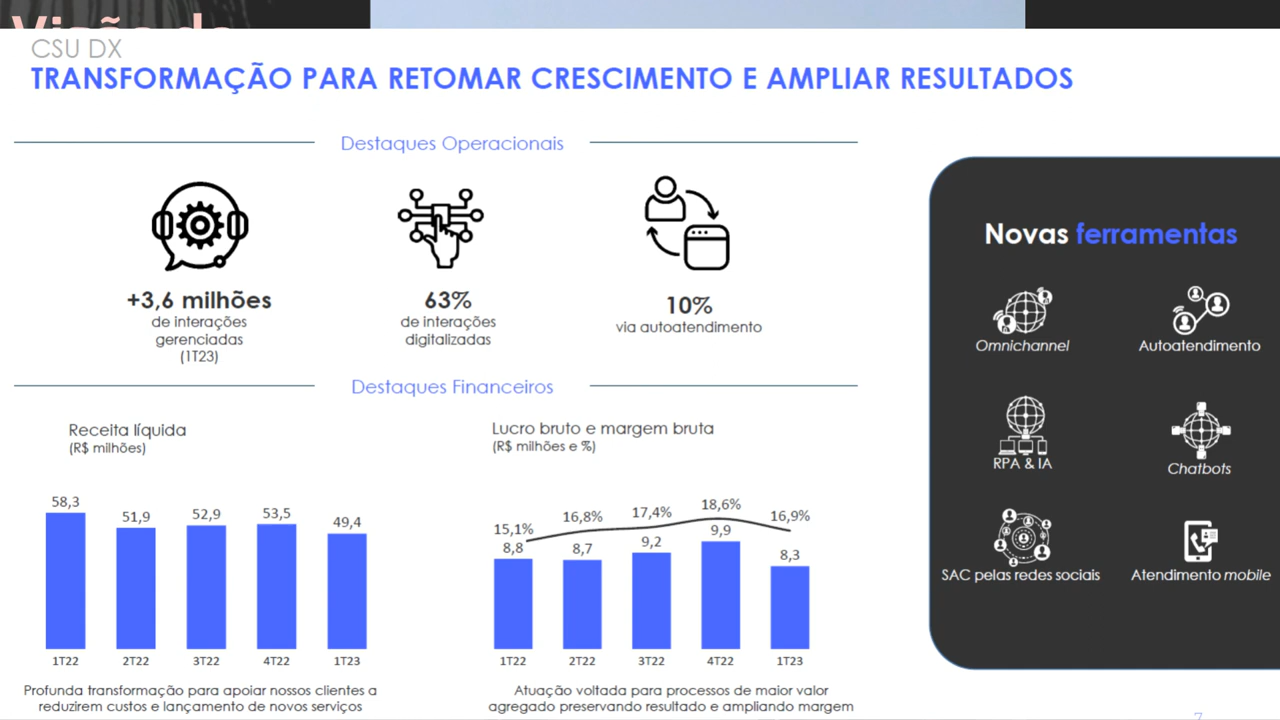 Visão do
CSU DX
TRANSFORMAÇÃO PARA RETOMAR CRESCIMENTO E AMPLIAR RESULTADOS
Destaques Operacionais
+3,6 milhões
de interações
gerenciadas
(1T23)
63%
de interações
digitalizadas
10%
via autoatendimento
Destaques Financeiros
Receita líquida
(R$ milhões)
58,3
51,9
52,9
53,5
49,4
1T22
2T22
3T22
4T22
1T23
Profunda transformação para apoiar nossos clientes a
reduzirem custos e lançamento de novos serviços
Lucro bruto e margem bruta
(R$ milhões e %)
15,1%
16,8%
17,4%
18,6%
16,9%
8,8
8,7
9,2
9,9
8,3
1T22
2T22
3T22
4T22
1T23
Atuação voltada para processos de maior valor
agregado preservando resultado e ampliando margem
Novas ferramentas
Omnichannel
Autoatendimento
RPA & IA
Chatbots
SAC pelas redes sociais
Atendimento mobile
7